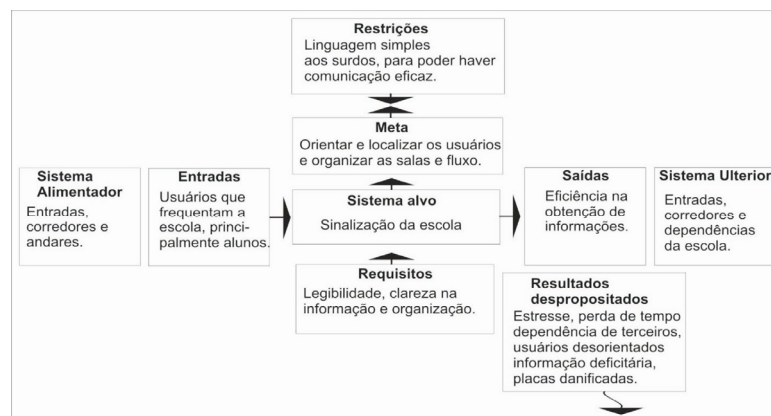 Restrições
Linguagem simples
aos surdos, para poder haver
comunicação eficaz.
Meta
Orientar e localizar os usuários
e organizar as salas e fluxo.
Sistema
Alimentador
Entradas,
corredores e
andares.
Entradas
Usuários que
frequentam a
escola, princi-
palmente alunos.
Sistema alvo
Sinalização da escola
Saídas
Eficiência na
obtenção de
informações.
Sistema Ulterior
Entradas,
corredores e
dependências
da escola.
Requisitos
Legibilidade, clareza na
informação e organização.
Resultados
despropositados
Estresse, perda de tempo
dependência de terceiros,
usuários desorientados
informação deficitária,
placas danificadas.